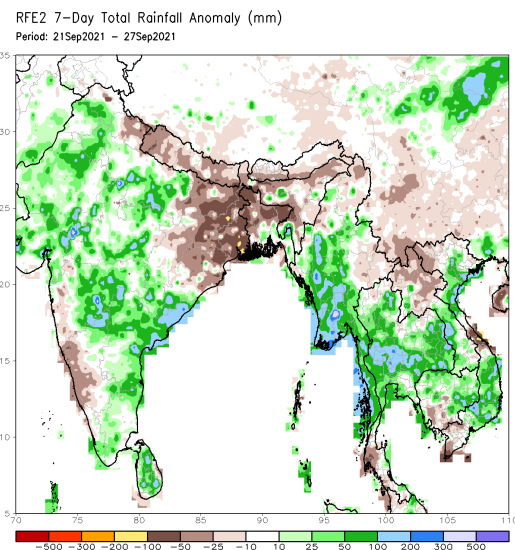 RFE2 7-Day Total Rainfall Anomaly (mm)
Period: 21Sep2021 - 27Sep2021
35
30
25
20
15
10
5
70 75 80 85 90 95 100 105 110
-500 -300 -200 -100 -50 -25 -10 10 25 50 100 200 300 500